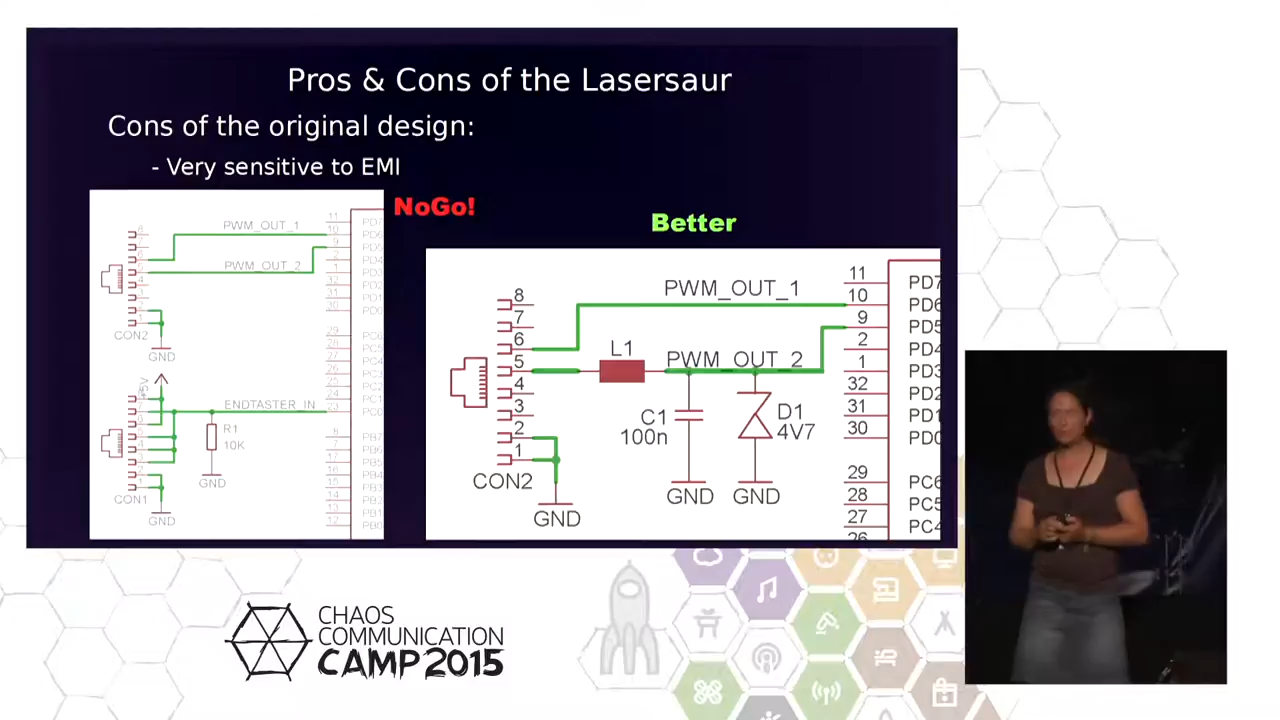 Pros & Cons of the Lasersaur
Cons of the original design:
- Very sensitive to EMI
NoGo!
Better
PWM_OUT_1
PWM_OUT_2
CON2
GND
+5V
ENDTASTER_IN
R1
10K
GND
CON1
GND
PWM_OUT_1
8
7
6
5
4
3
2
1
L1
PWM_OUT_2
C1
100n
D1
4V7
CON2
GND
GND
GND
11
10
9
2
1
32
31
30
29
28
27
26
PD7
PD6
PD5
PD4
PD3
PD2
PD1
PD0
PC6
PC5
PC4
CHAOS
COMMUNICATION
CAMP 2015